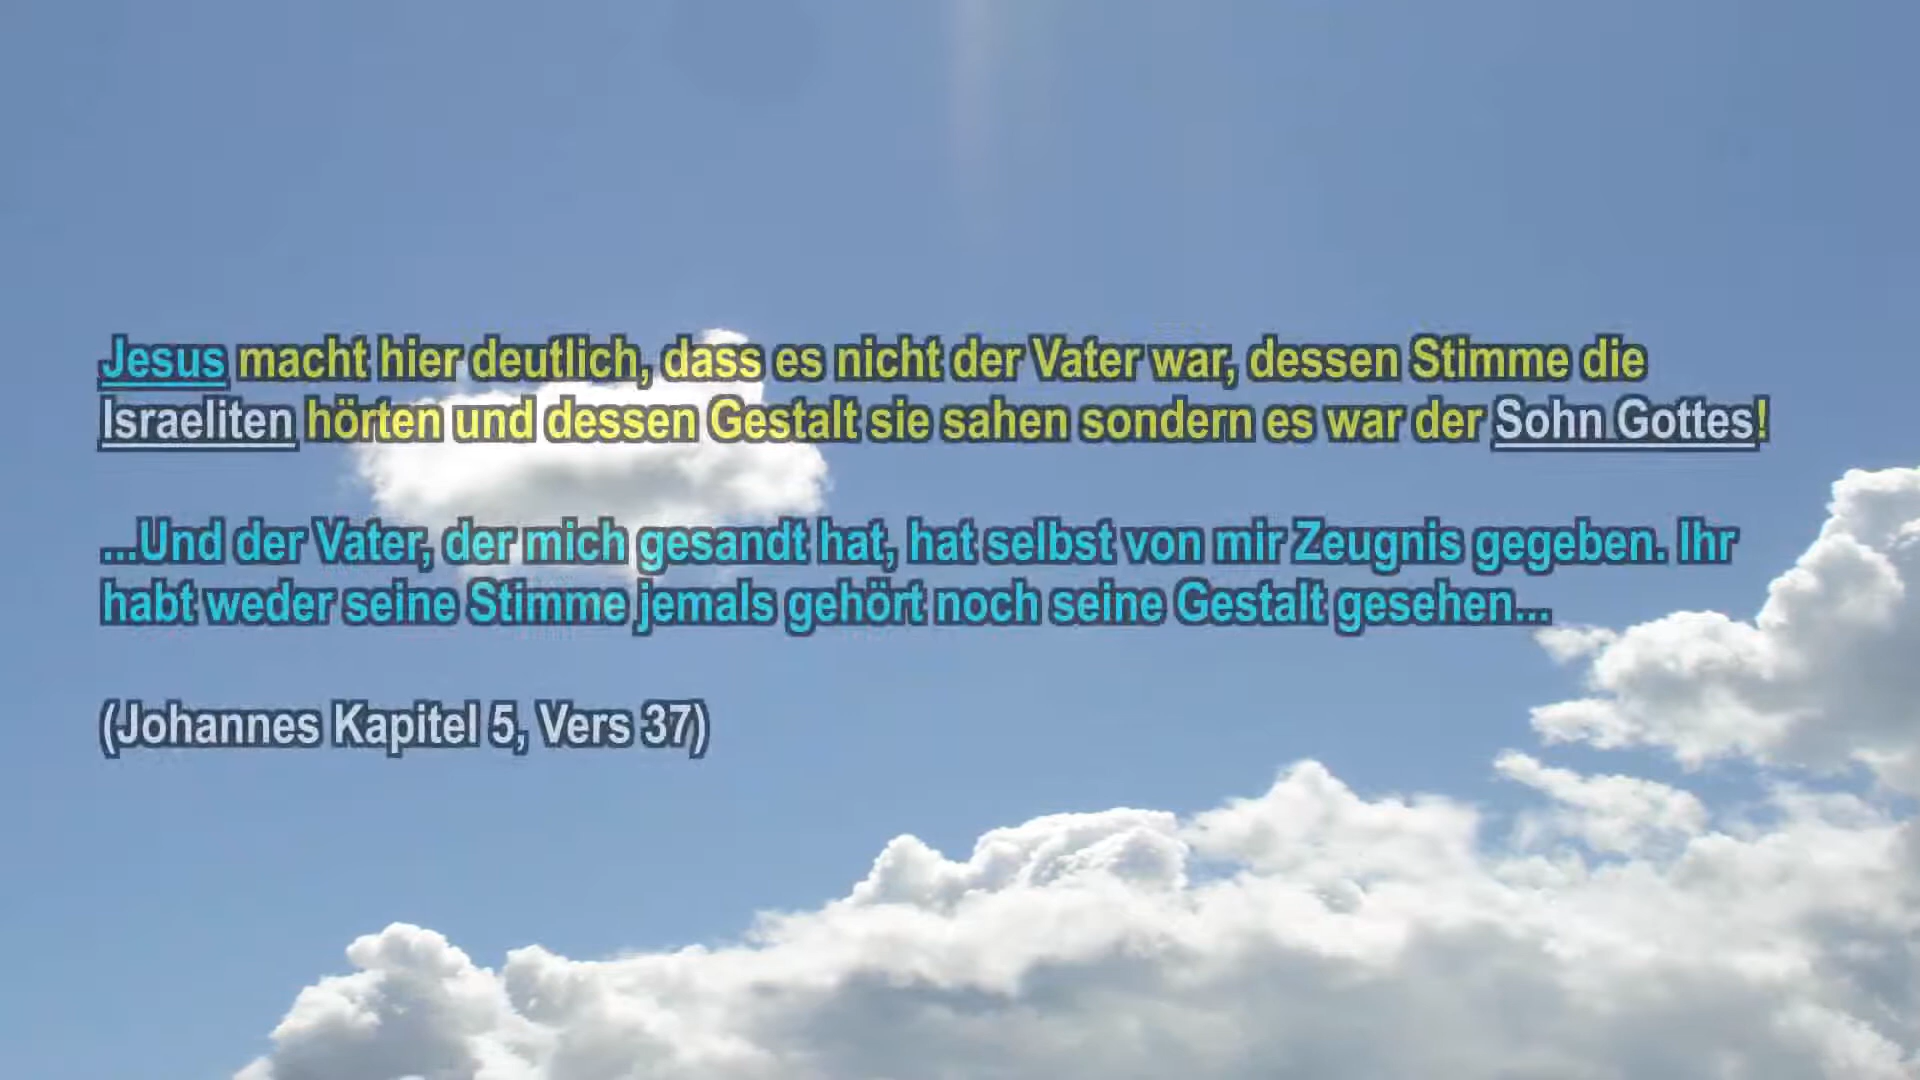 Jesus macht hier deutlich, dass es nicht der Vater war, dessen Stimme die
Israeliten hörten und dessen Gestalt sie sahen sondern es war der Sohn Gottes!
...Und der Vater, der mich gesandt hat, hat selbst von mir Zeugnis gegeben. Ihr
habt weder seine Stimme jemals gehört noch seine Gestalt gesehen...
(Johannes Kapitel 5, Vers 37)